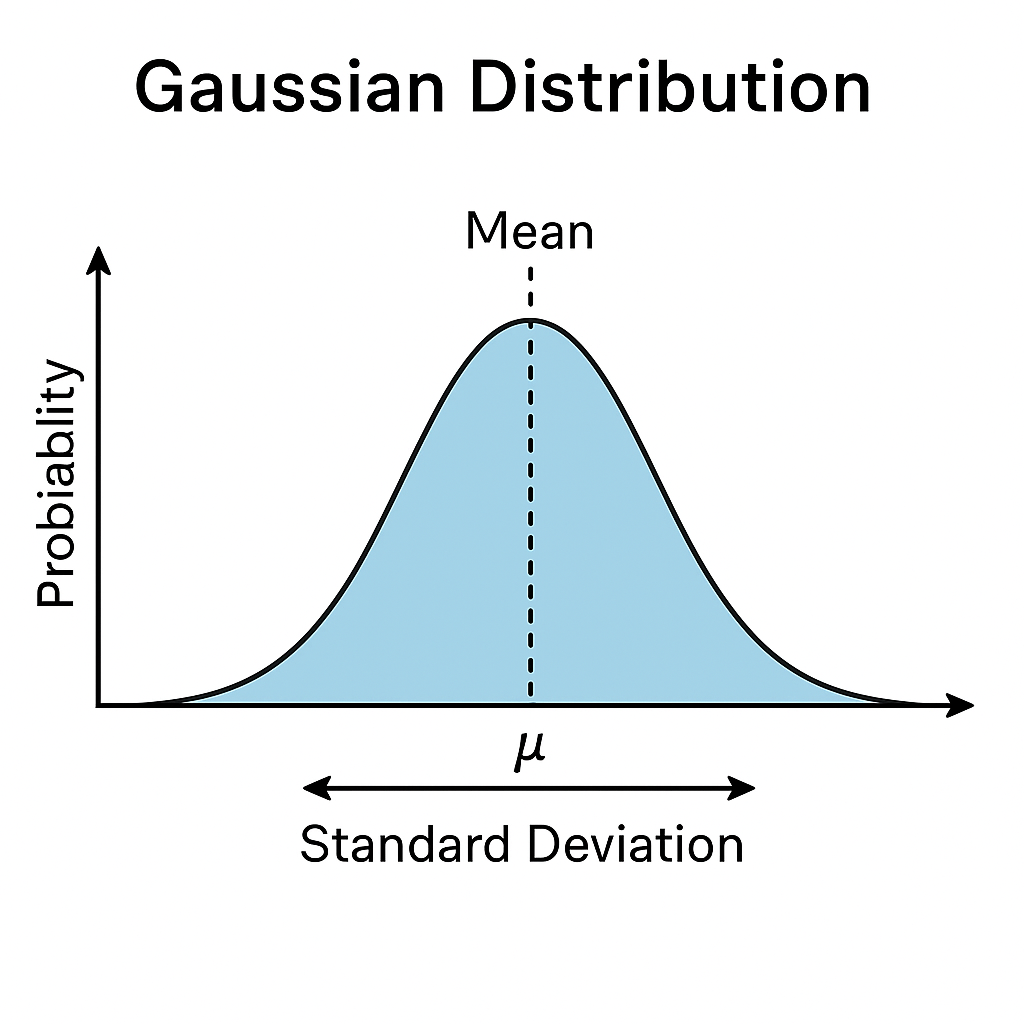 Gaussian Distribution
Mean
Probiablity
μ
Standard Deviation